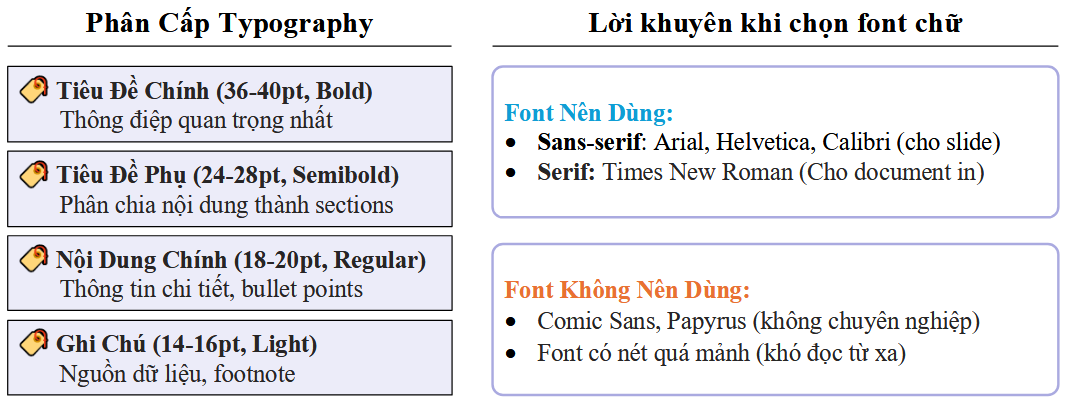 Phân Cấp Typography
Tiêu Đề Chính (36-40pt, Bold)
Thông điệp quan trọng nhất
Tiêu Đề Phụ (24-28pt, Semibold)
Phân chia nội dung thành sections
Nội Dung Chính (18-20pt, Regular)
Thông tin chi tiết, bullet points
Ghi Chú (14-16pt, Light)
Nguồn dữ liệu, footnote
Lời khuyên khi chọn font chữ
Font Nên Dùng:
• Sans-serif: Arial, Helvetica, Calibri (cho slide)
• Serif: Times New Roman (Cho document in)
Font Không Nên Dùng:
• Comic Sans, Papyrus (không chuyên nghiệp)
• Font có nét quá mảnh (khó đọc từ xa)